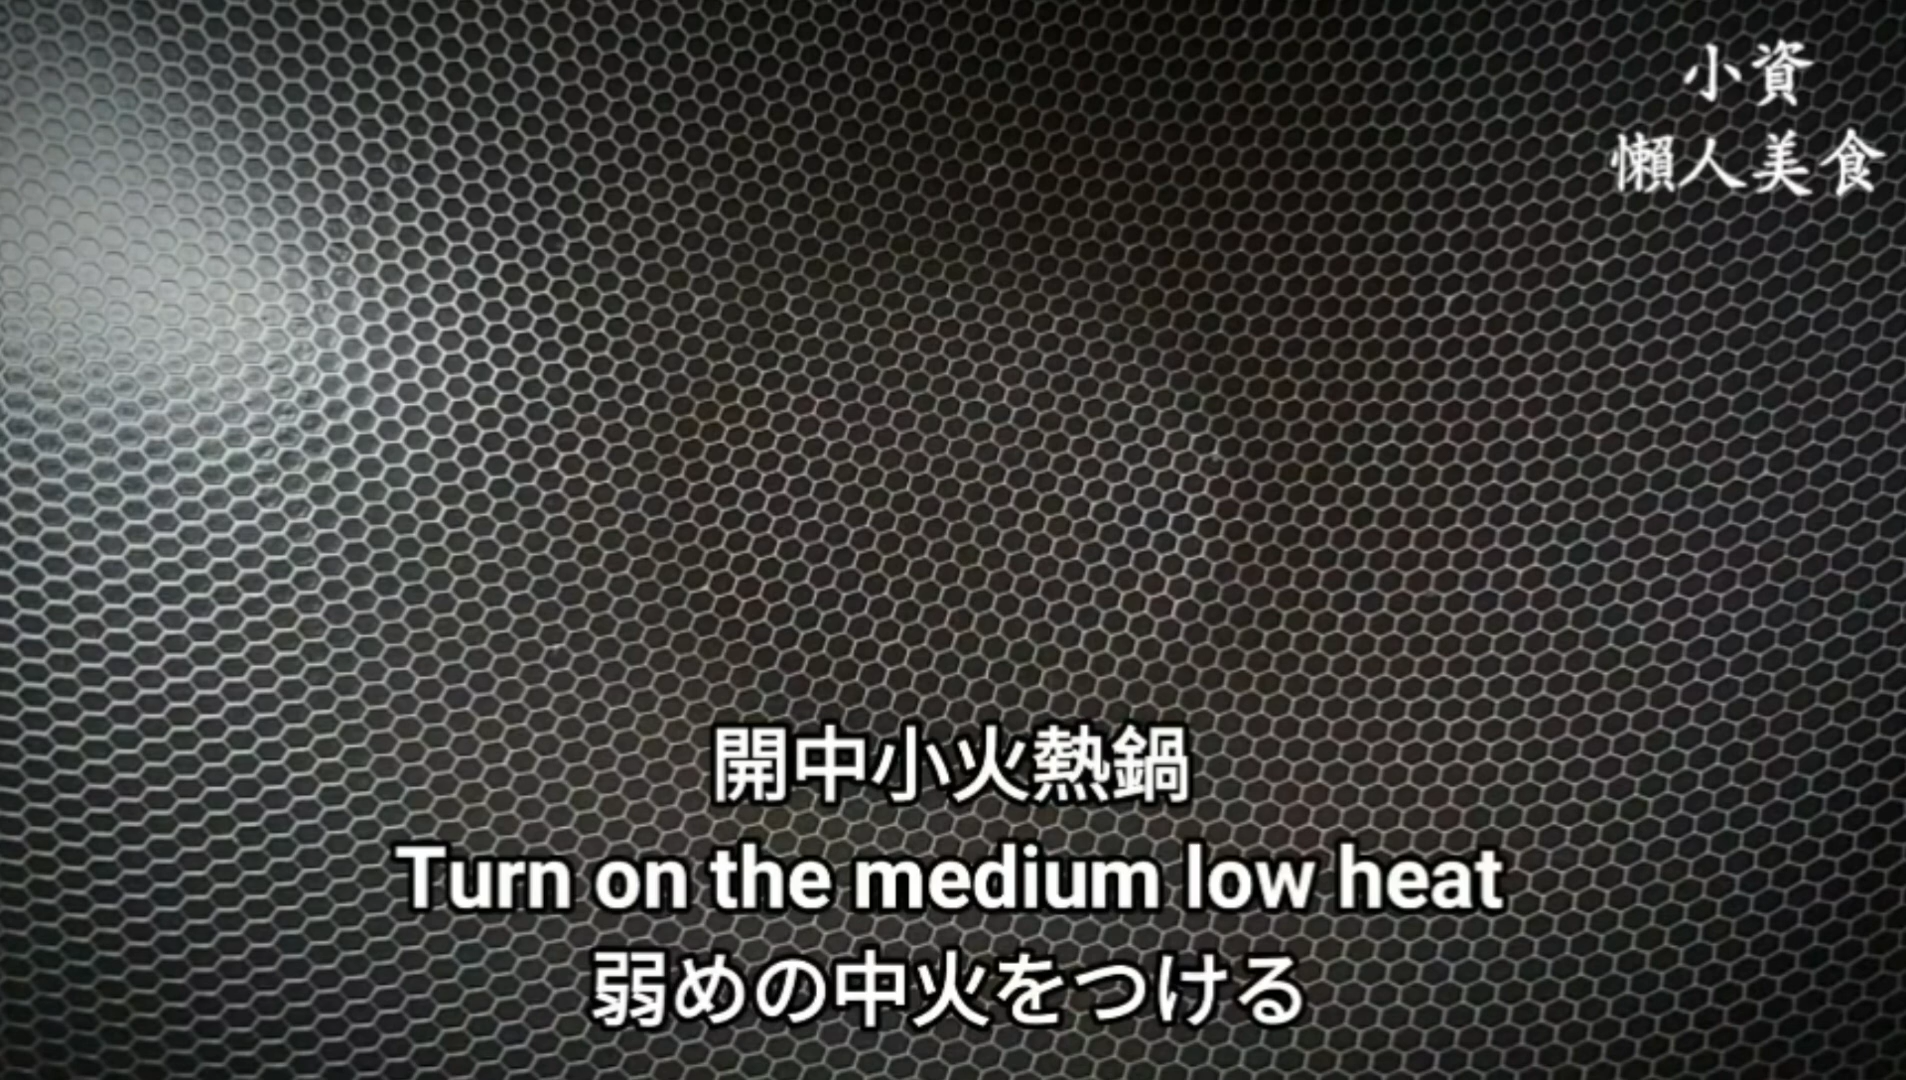 小資
懶人美食
開中小火熱鍋
Turn on the medium low heat
弱めの中火をつける